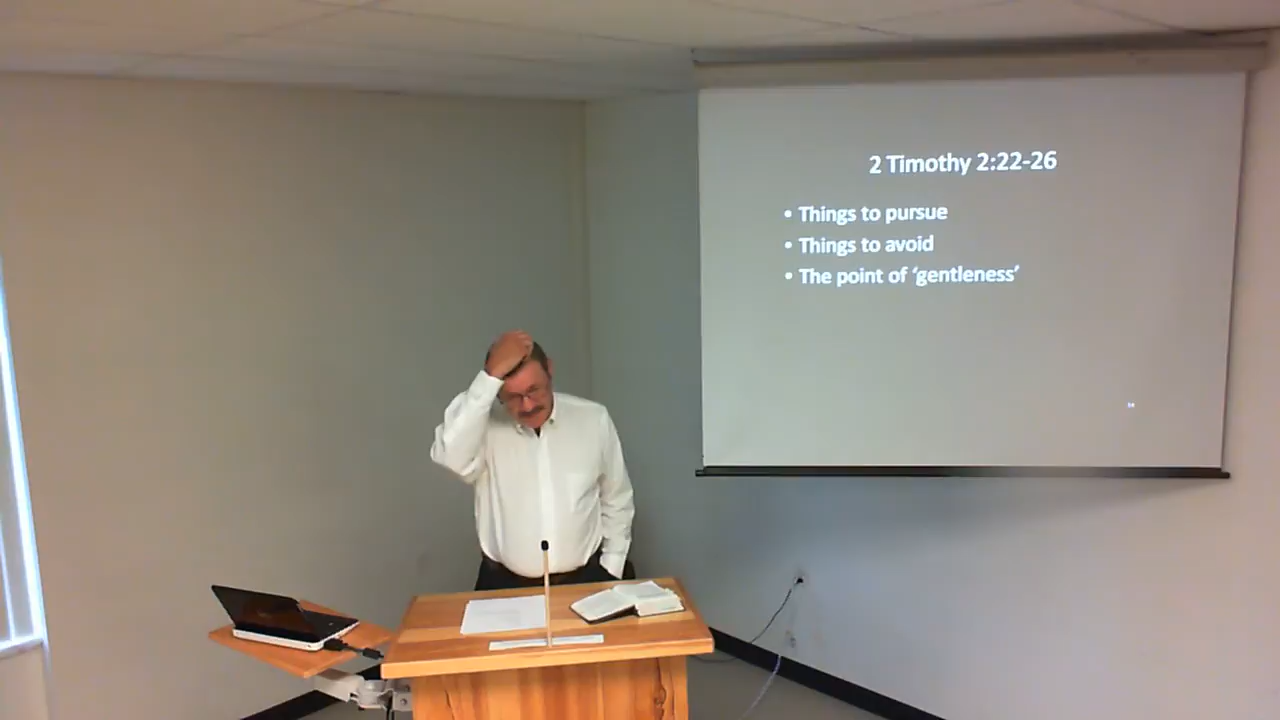 2 Timothy 2:22-26
• Things to pursue
• Things to avoid
• The point of ‘gentleness’